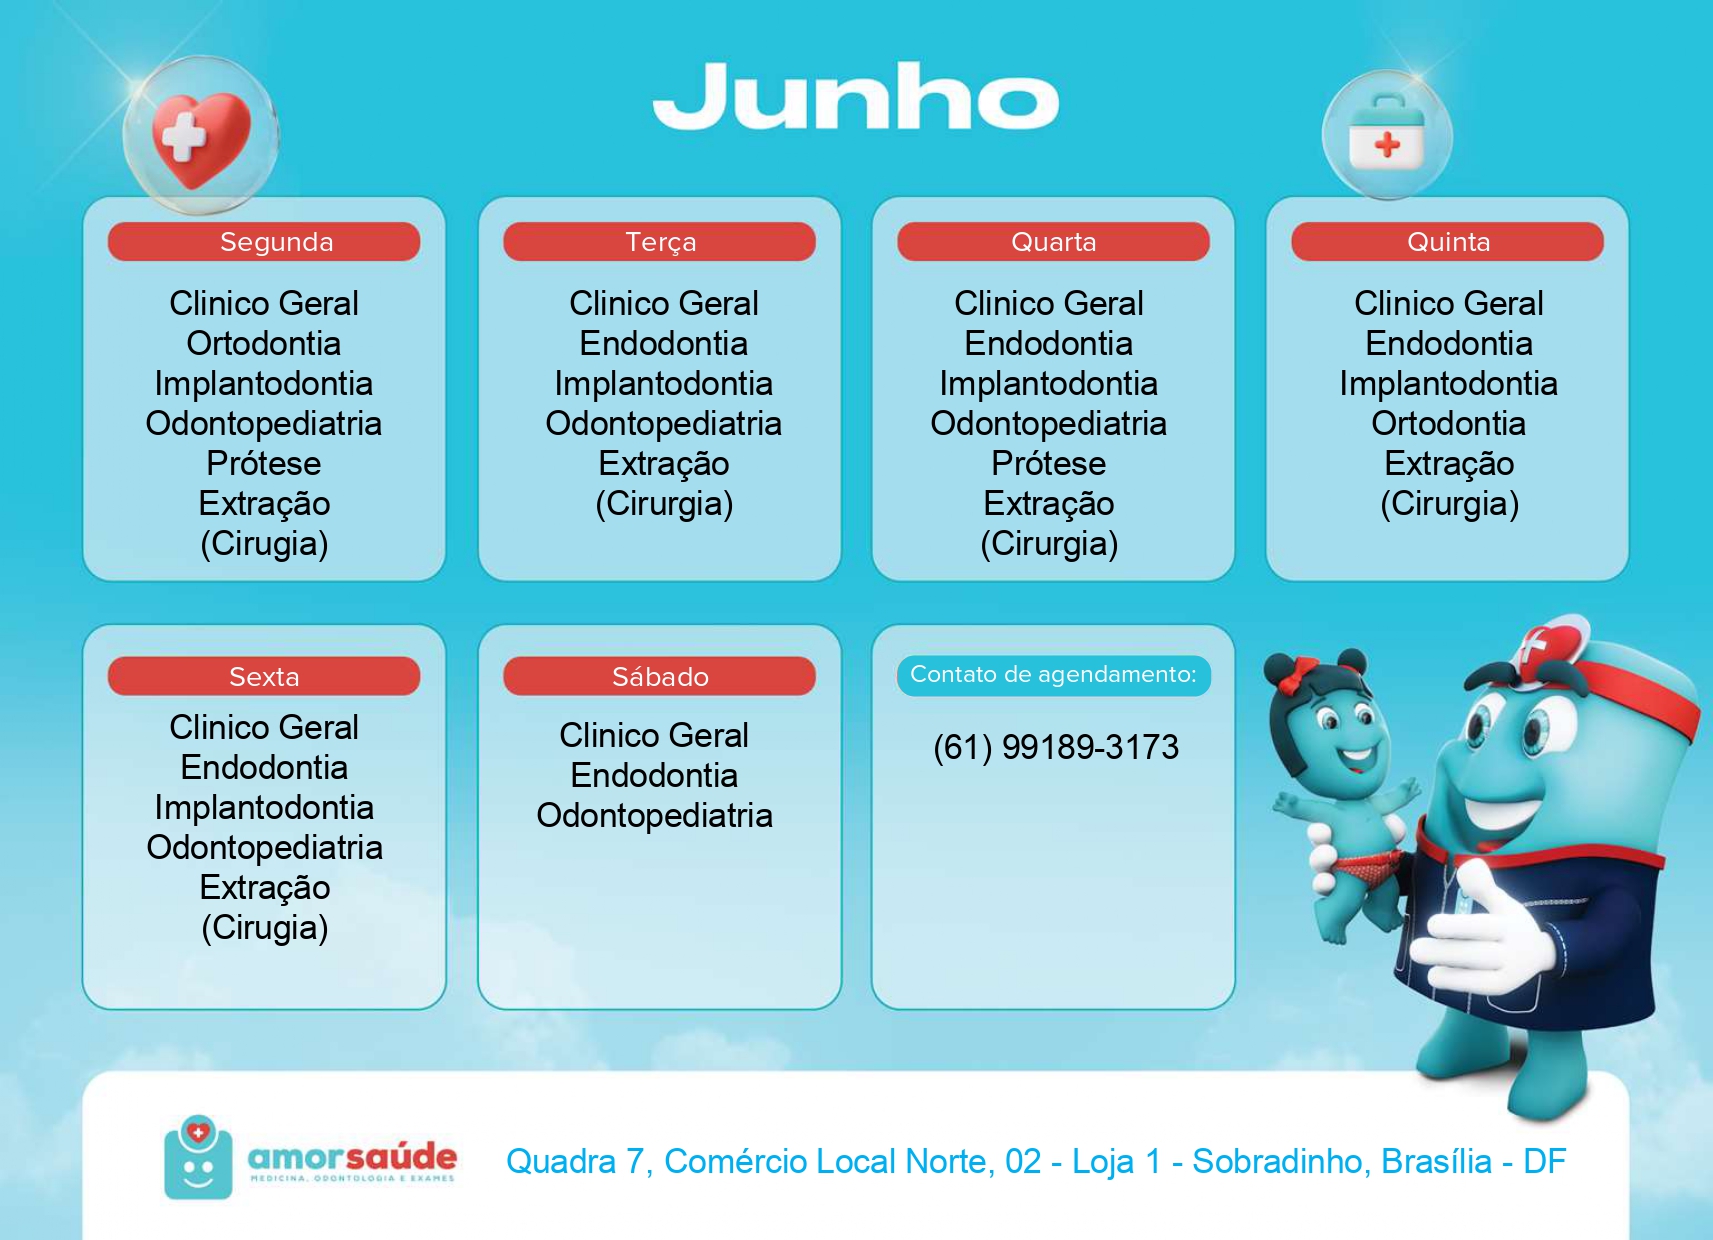 Junho
Segunda
Clinico Geral
Ortodontia
Implantodontia
Odontopediatria
Prótese
Extração
(Cirugia)
Terça
Clinico Geral
Endodontia
Implantodontia
Odontopediatria
Extração
(Cirurgia)
Quarta
Clinico Geral
Endodontia
Implantodontia
Odontopediatria
Prótese
Extração
(Cirurgia)
Quinta
Clinico Geral
Endodontia
Implantodontia
Ortodontia
Extração
(Cirurgia)
Sexta
Clinico Geral
Endodontia
Implantodontia
Odontopediatria
Extração
(Cirugia)
Sábado
Clinico Geral
Endodontia
Odontopediatria
Contato de agendamento:
(61) 99189-3173
amorsaúde
MEDICINA, ODONTOLOGIA E EXAMES
Quadra 7, Comércio Local Norte, 02 - Loja 1 - Sobradinho, Brasília - DF